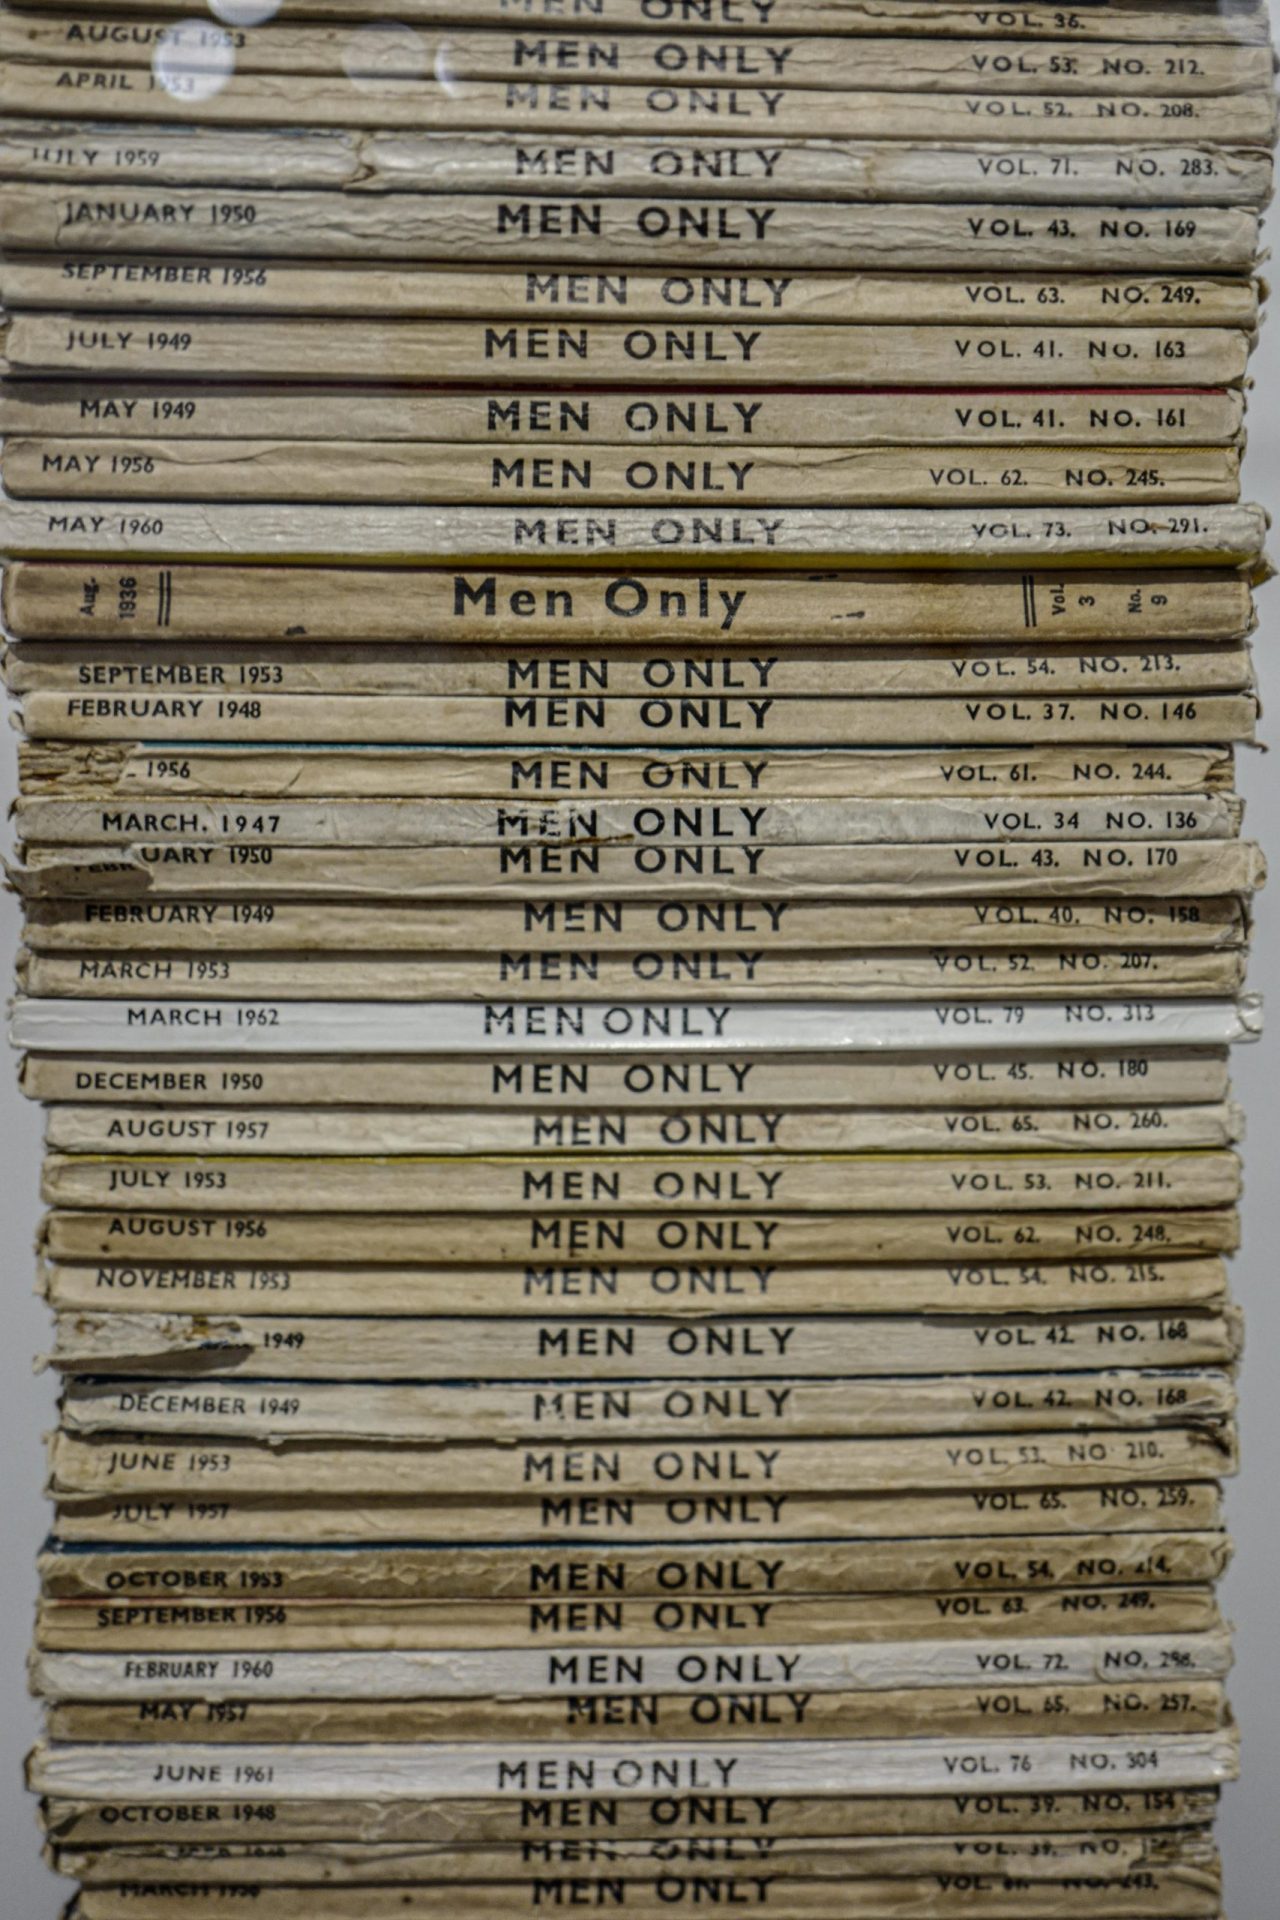 MEN ONLY VOL. 36.
AUGUST 1953 MEN ONLY VOL. 53. NO. 212.
APRIL 1953 MEN ONLY VOL. 52. NO. 208.
JULY 1959 MEN ONLY VOL. 71. NO. 283.
JANUARY 1950 MEN ONLY VOL. 43. NO. 169
SEPTEMBER 1956 MEN ONLY VOL. 63. NO. 249.
JULY 1949 MEN ONLY VOL. 41. NO. 163
MAY 1949 MEN ONLY VOL. 41. NO. 161
MAY 1956 MEN ONLY VOL. 62. NO. 245.
MAY 1960 MEN ONLY VOL. 73. NO. 291.
Aug. 1936 Men Only Vol. 3 No. 9
SEPTEMBER 1953 MEN ONLY VOL. 54. NO. 213.
FEBRUARY 1948 MEN ONLY VOL. 37. NO. 146
1956 MEN ONLY VOL. 61. NO. 244.
MARCH. 1947 MEN ONLY VOL. 34 NO. 136
FEBRUARY 1950 MEN ONLY VOL. 43. NO. 170
FEBRUARY 1949 MEN ONLY VOL. 40. NO. 158
MARCH 1953 MEN ONLY VOL. 52. NO. 207.
MARCH 1962 MEN ONLY VOL. 79 NO. 313
DECEMBER 1950 MEN ONLY VOL. 45. NO. 180
AUGUST 1957 MEN ONLY VOL. 65. NO. 260.
JULY 1953 MEN ONLY VOL. 53. NO. 211.
AUGUST 1956 MEN ONLY VOL. 62. NO. 248.
NOVEMBER 1953 MEN ONLY VOL. 54. NO. 215.
1949 MEN ONLY VOL. 42. NO. 168
DECEMBER 1949 MEN ONLY VOL. 42. NO. 168
JUNE 1953 MEN ONLY VOL. 53. NO. 210.
JULY 1957 MEN ONLY VOL. 65. NO. 259.
OCTOBER 1953 MEN ONLY VOL. 54. NO. 214.
SEPTEMBER 1956 MEN ONLY VOL. 63. NO. 249.
FEBRUARY 1960 MEN ONLY VOL. 72. NO.
MAY 1957 MEN ONLY VOL. 65. NO. 257.
JUNE 1961 MEN ONLY VOL. 76 NO. 304
OCTOBER 1948 MEN ONLY VOL. 39. NO. 154
MEN ONLY VOL. 39. NO.
MARCH 1956 MEN ONLY VOL. NO. 243.